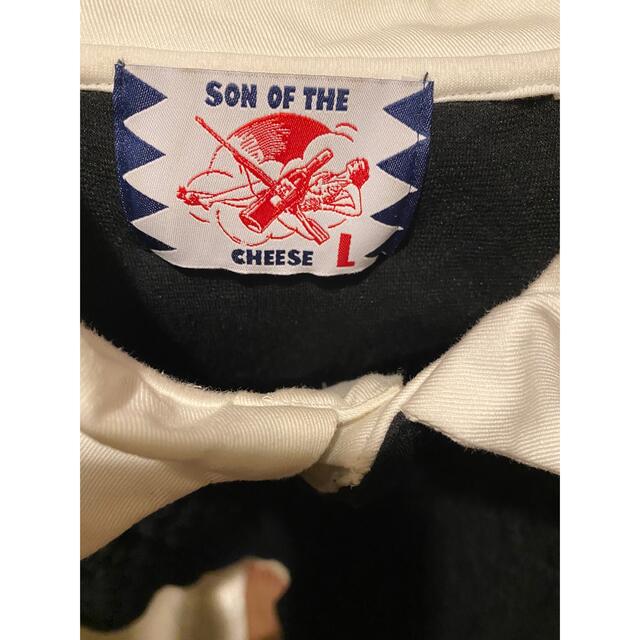 SON OF THE
CHEESE L